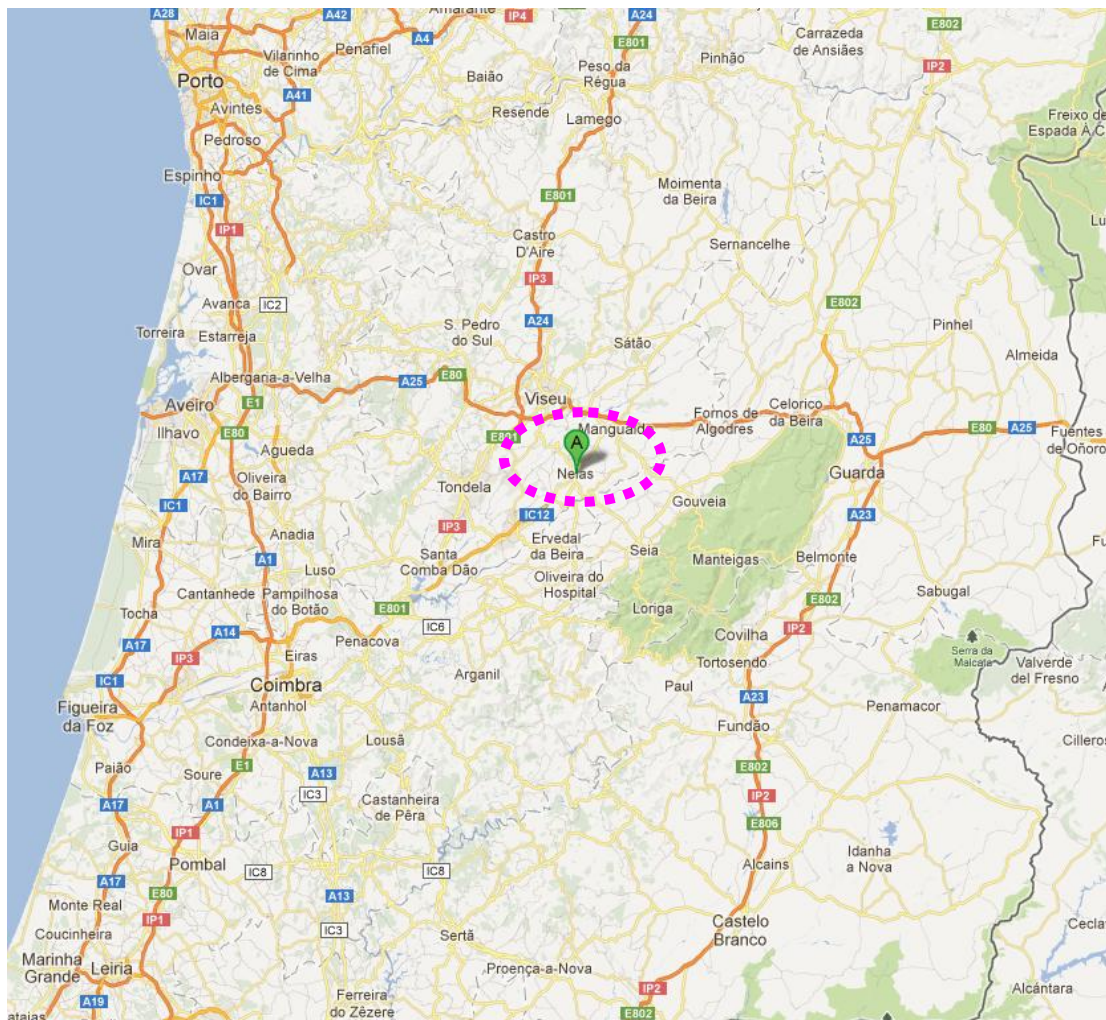 A28
A42
Amarante
IP4
A24
E802
Maia
A4
Penafiel
E801
Carrazeda
de Ansiães
Vilarinho
de Cima
Peso da
Régua
Pinhão
IP2
Porto
Baião
A41
Avintes
Resende
Lamego
Freixo de
Espada À C
Pedroso
Espinho
IC1
E801
Moimenta
da Beira
IP1
Castro
D'Aire
Sernancelhe
Lu
Ovar
IP3
Avanca
IC2
E802
Torreira
Estarreja
S. Pedro
do Sul
A24
Sátão
Pinhel
Almeida
Albergaria-a-Velha
E80
A25
Aveiro
E1
Viseu
Fornos de
Algodres
Celorico
da Beira
Ilhavo
E80
E801
Mangualde
A25
E80
A25
Fuentes
de Oñoro
Agueda
A
A17
Oliveira
do Bairro
Tondela
Nelas
Gouveia
Guarda
IC1
IP3
IC12
A23
Mira
Anadia
Ervedal
da Beira
Seia
Fu
A1
Luso
Santa
Comba Dão
Manteigas
Belmonte
Cantanhede
Pampilhosa
do Botão
Oliveira do
Hospital
E802
Sabugal
Tocha
E801
Loriga
A14
IC6
IP2
A17
IP3
Penacova
Covilha
Serra da
Malcata
Eiras
Tortosendo
Valverde
del Fresno
IC1
Coimbra
Arganil
Paul
A23
Figueira
da Foz
Antanhol
Penamacor
Condeixa-a-Nova
Lousã
Fundão
Cilleros
Paião
Soure
E1
A13
E802
A17
A1
IC3
Castanheira
de Pêra
IP2
E806
IP1
Guia
Pombal
IC8
IC8
Alcains
Idanha
a Nova
A17
E80
A13
Monte Real
IP1
IC3
Castelo
Branco
Coucinheira
Sertã
Cecla
Marinha
Grande
Leiria
Proença-a-Nova
IP2
Alcántara
A19
Ferreira
do Zêzere
E802
ataias